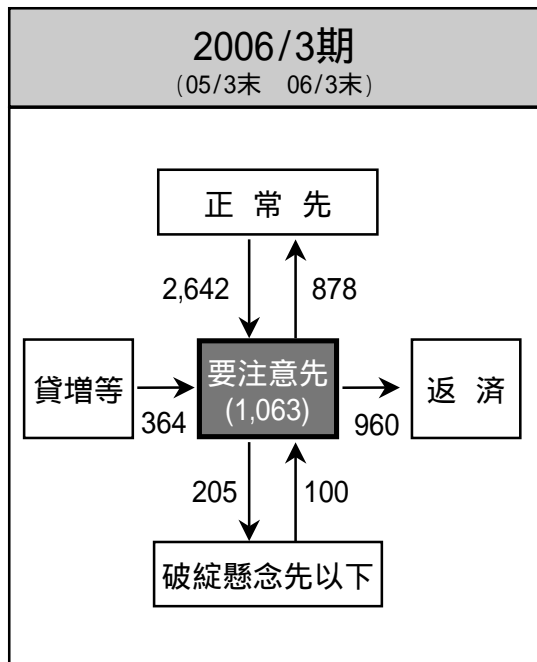 2006/3期
(05/3末　06/3末)
正 常 先
2,642
878
貸増等
364
要注意先
(1,063)
960
返 済
205
100
破綻懸念先以下